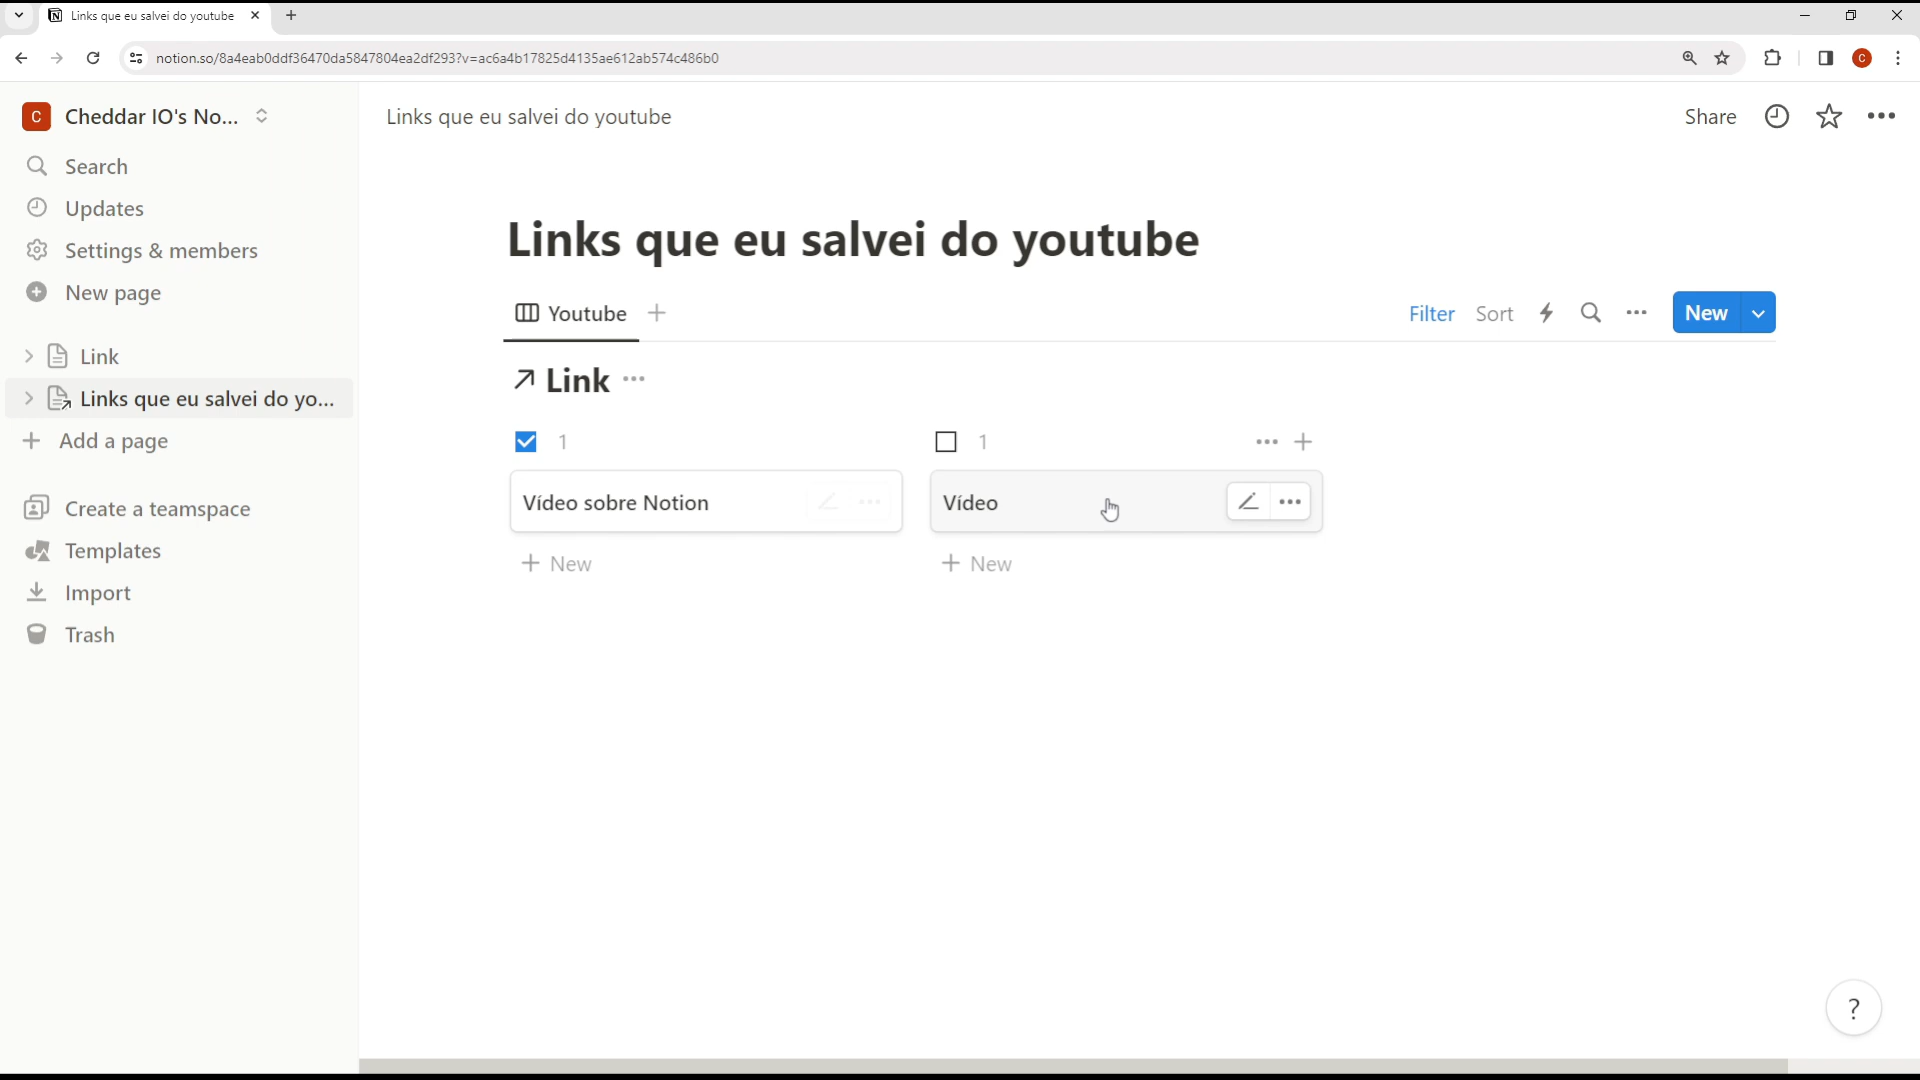 Links que eu salvei do youtube
notion.so/8a4eab0ddf36470da5847804ea2df293?v=ac6a4b17825d4135ae612ab574c486b0
C
C
Cheddar IO's No...
Links que eu salvei do youtube
Share
Search
Updates
Settings & members
New page
Link
Links que eu salvei do yo...
Add a page
Create a teamspace
Templates
Import
Trash
Links que eu salvei do youtube
Youtube
Filter
Sort
New
Link
1
1
Vídeo sobre Notion
Vídeo
New
New
?